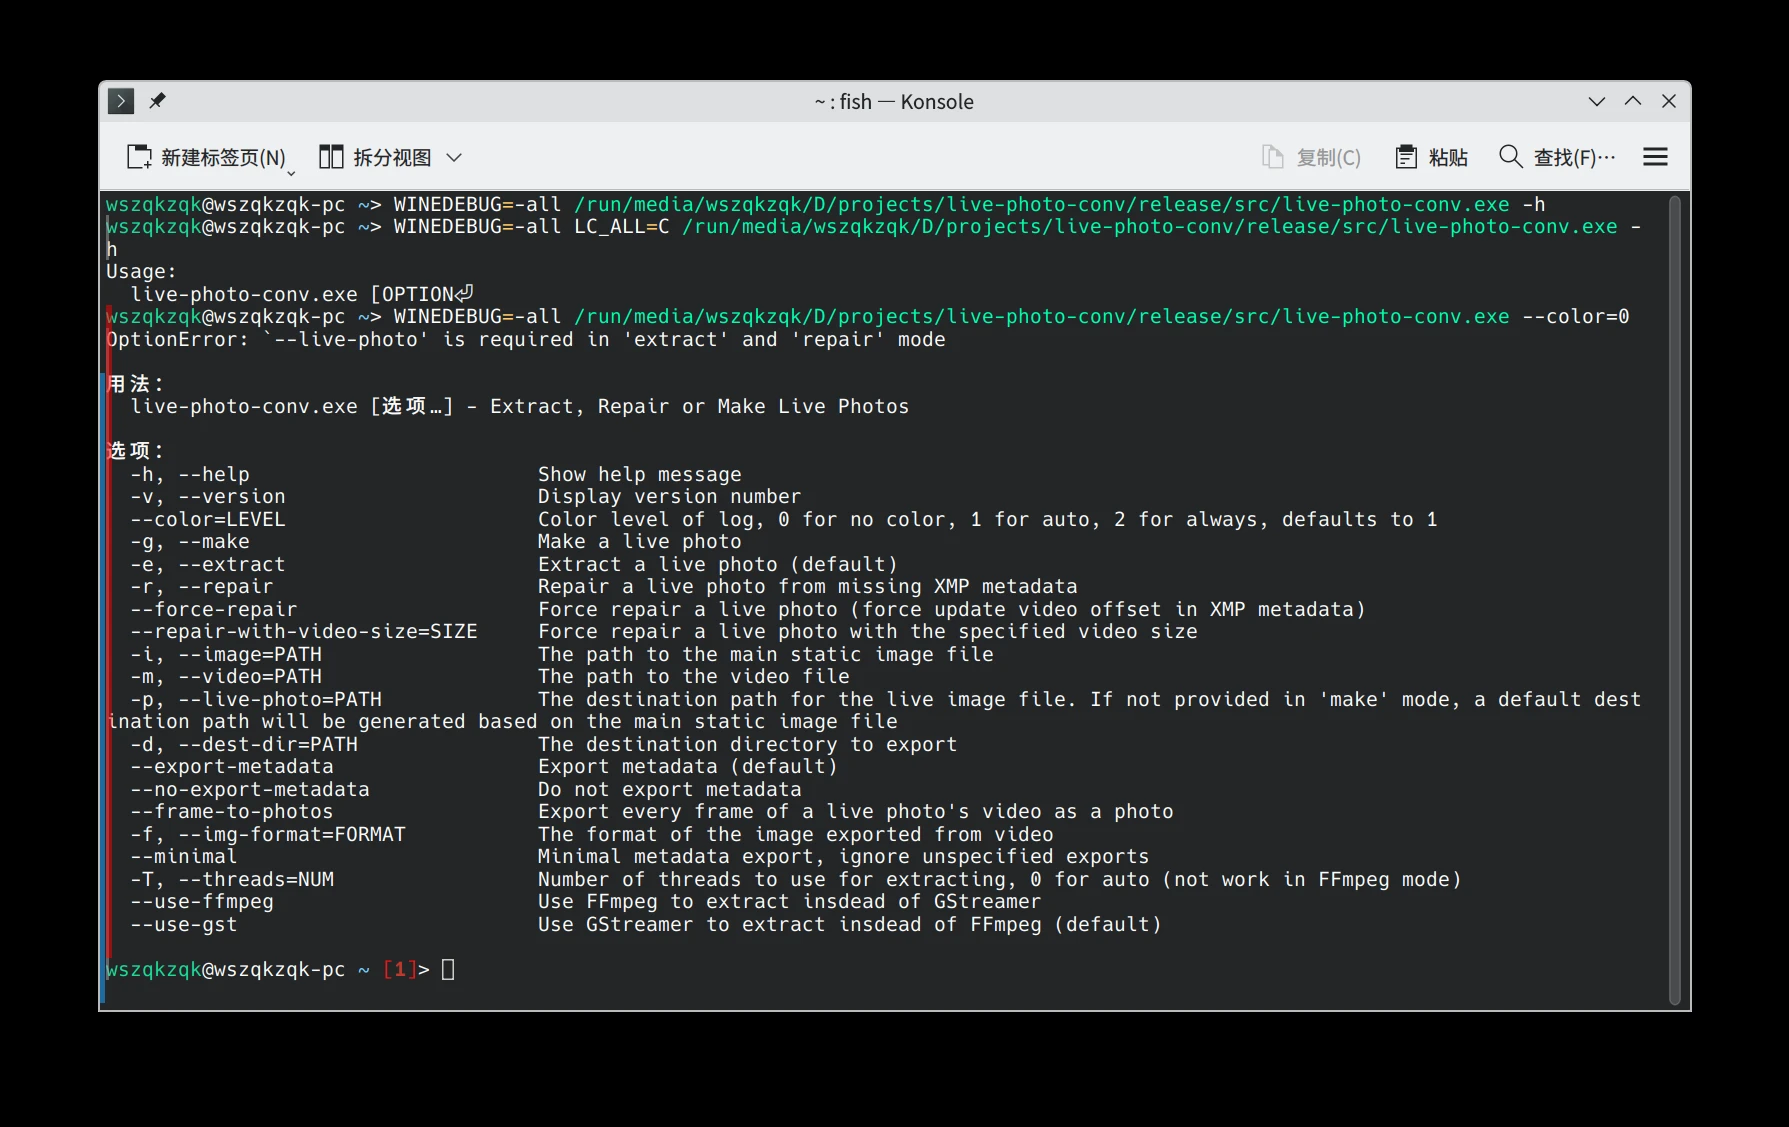 ~ : fish — Konsole
新建标签页(N) 拆分视图 复制(C) 粘贴 查找(F)…
wszqkzqk@wszqkzqk-pc ~> WINEDEBUG=-all /run/media/wszqkzqk/D/projects/live-photo-conv/release/src/live-photo-conv.exe -h
wszqkzqk@wszqkzqk-pc ~> WINEDEBUG=-all LC_ALL=C /run/media/wszqkzqk/D/projects/live-photo-conv/release/src/live-photo-conv.exe -
h
Usage:
  live-photo-conv.exe [OPTION⏎
wszqkzqk@wszqkzqk-pc ~> WINEDEBUG=-all /run/media/wszqkzqk/D/projects/live-photo-conv/release/src/live-photo-conv.exe --color=0
OptionError: `--live-photo' is required in 'extract' and 'repair' mode
用法：
  live-photo-conv.exe [选项…] - Extract, Repair or Make Live Photos
选项：
  -h, --help                        Show help message
  -v, --version                     Display version number
  --color=LEVEL                     Color level of log, 0 for no color, 1 for auto, 2 for always, defaults to 1
  -g, --make                        Make a live photo
  -e, --extract                     Extract a live photo (default)
  -r, --repair                      Repair a live photo from missing XMP metadata
  --force-repair                    Force repair a live photo (force update video offset in XMP metadata)
  --repair-with-video-size=SIZE     Force repair a live photo with the specified video size
  -i, --image=PATH                  The path to the main static image file
  -m, --video=PATH                  The path to the video file
  -p, --live-photo=PATH             The destination path for the live image file. If not provided in 'make' mode, a default dest
ination path will be generated based on the main static image file
  -d, --dest-dir=PATH               The destination directory to export
  --export-metadata                 Export metadata (default)
  --no-export-metadata              Do not export metadata
  --frame-to-photos                 Export every frame of a live photo's video as a photo
  -f, --img-format=FORMAT           The format of the image exported from video
  --minimal                         Minimal metadata export, ignore unspecified exports
  -T, --threads=NUM                 Number of threads to use for extracting, 0 for auto (not work in FFmpeg mode)
  --use-ffmpeg                      Use FFmpeg to extract insdead of GStreamer
  --use-gst                         Use GStreamer to extract insdead of FFmpeg (default)
wszqkzqk@wszqkzqk-pc ~ [1]>